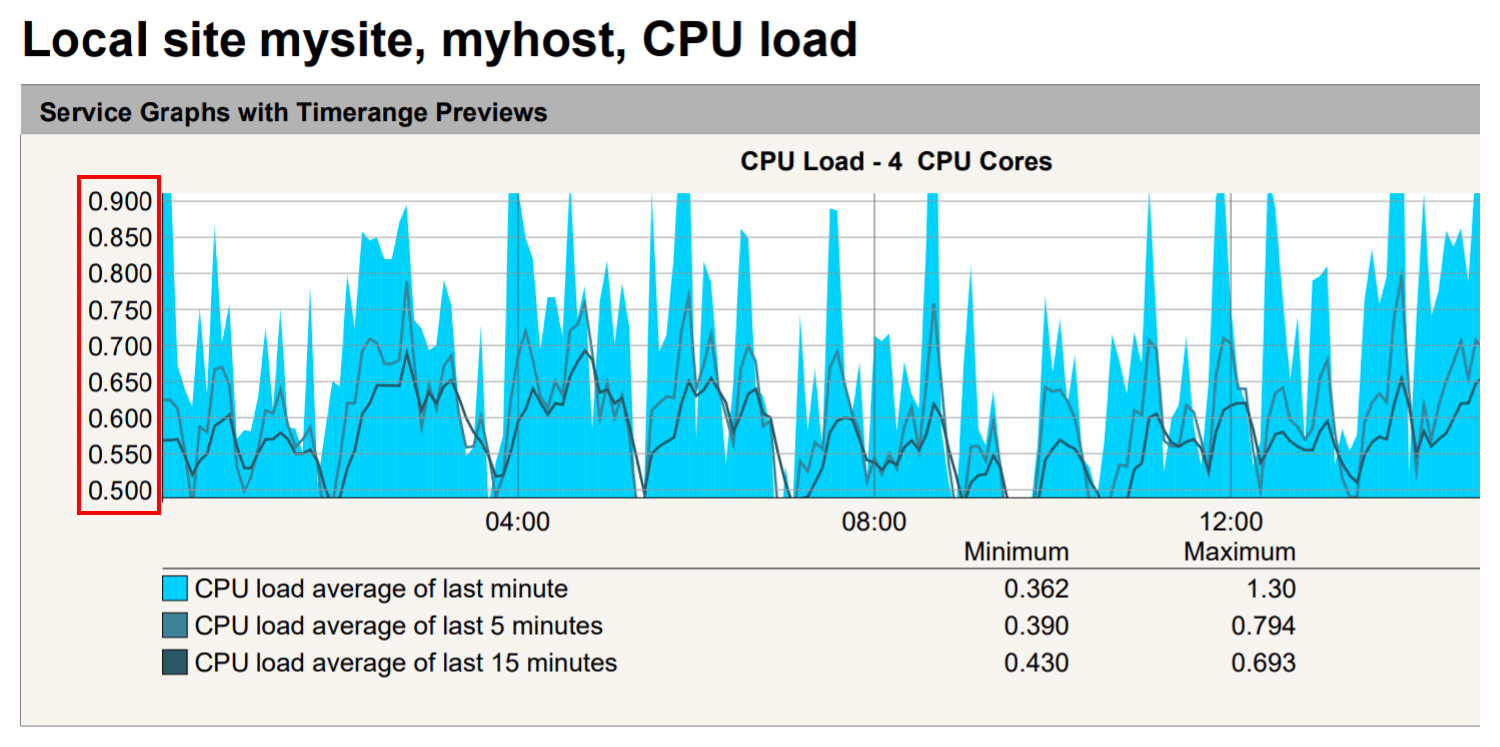 Local site mysite, myhost, CPU load
Service Graphs with Timerange Previews
CPU Load - 4 CPU Cores
0.900
0.850
0.800
0.750
0.700
0.650
0.600
0.550
0.500
04:00 08:00 12:00
Minimum Maximum
CPU load average of last minute 0.362 1.30
CPU load average of last 5 minutes 0.390 0.794
CPU load average of last 15 minutes 0.430 0.693